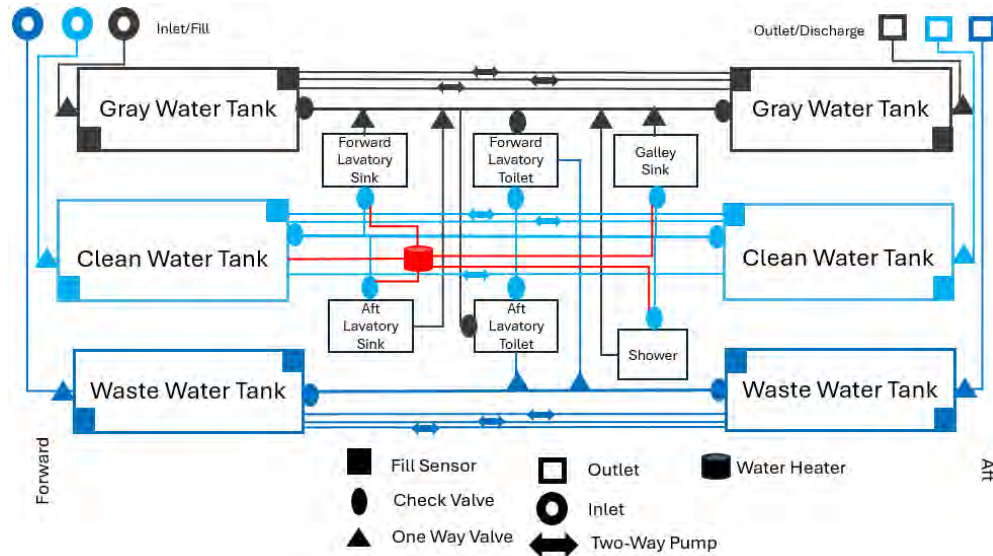 Inlet/Fill
Outlet/Discharge
Gray Water Tank
Gray Water Tank
Forward
Lavatory
Sink
Forward
Lavatory
Toilet
Galley
Sink
Clean Water Tank
Clean Water Tank
Aft
Lavatory
Sink
Aft
Lavatory
Toilet
Shower
Waste Water Tank
Waste Water Tank
Forward
Aft
Fill Sensor
Outlet
Water Heater
Check Valve
Inlet
One Way Valve
Two-Way Pump